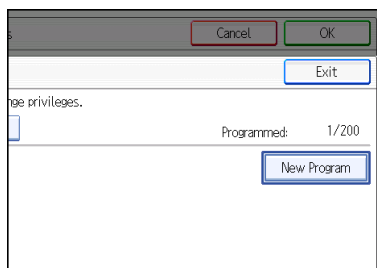 s Cancel OK
Exit
nge privileges.
Programmed: 1/200
New Program